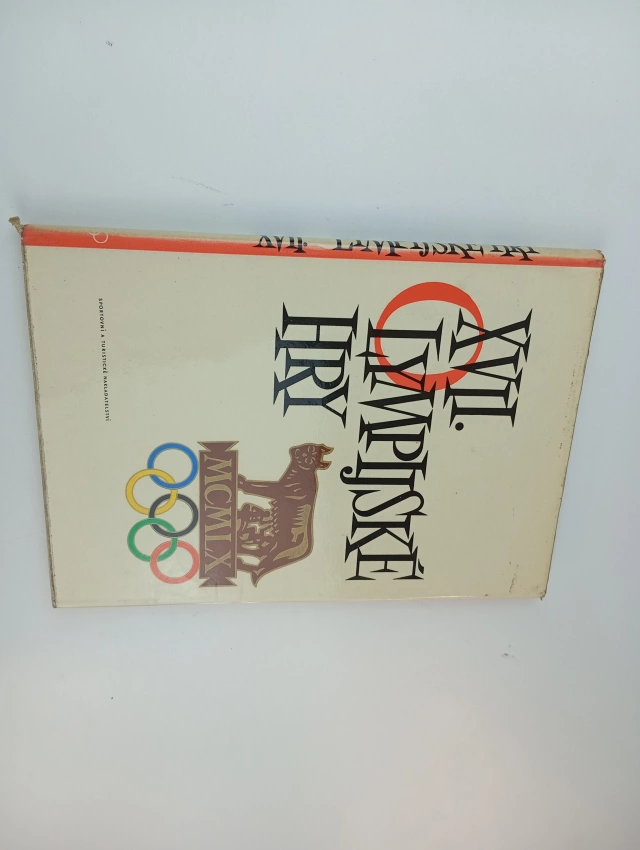 XVII.
OLYMPIJSKÉ
HRY
MCMLX
SPORTOVNÍ A TURISTICKÉ NAKLADATELSTVÍ
XVII. OLYMPIJSKÉ HRY